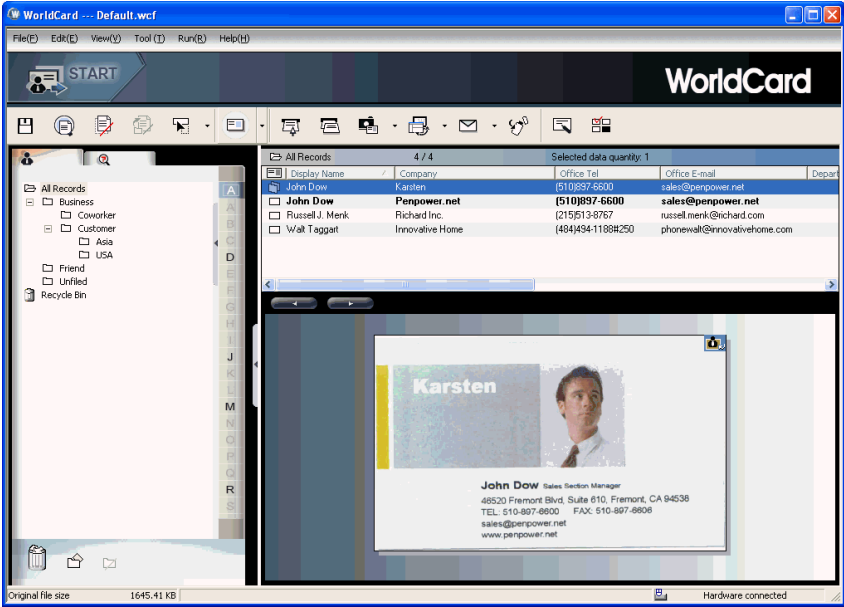 WorldCard --- Default.wcf
File(F) Edit(E) View(V) Tool (T) Run(R) Help(H)
START
WorldCard
All Records 4 / 4 Selected data quantity: 1
Display Name / Company Office Tel Office E-mail Depart
John Dow Karsten (510)897-6600 sales@penpower.net
John Dow Penpower.net (510)897-6600 sales@penpower.net
Russell J. Menk Richard Inc. (215)513-8767 russell.menk@richard.com
Walt Taggart Innovative Home (484)494-1188#250 phonewalt@innovativehome.com
All Records
Business
Coworker
Customer
Asia
USA
Friend
Unfiled
Recycle Bin
A
A
B
C
D
E
F
G
H
I
J
K
L
M
N
O
P
Q
R
S
Karsten
John Dow Sales Section Manager
46520 Fremont Blvd, Suite 610, Fremont, CA 94538
TEL: 510-897-6600 FAX: 510-897-6606
sales@penpower.net
www.penpower.net
Original file size 1645.41 KB Hardware connected